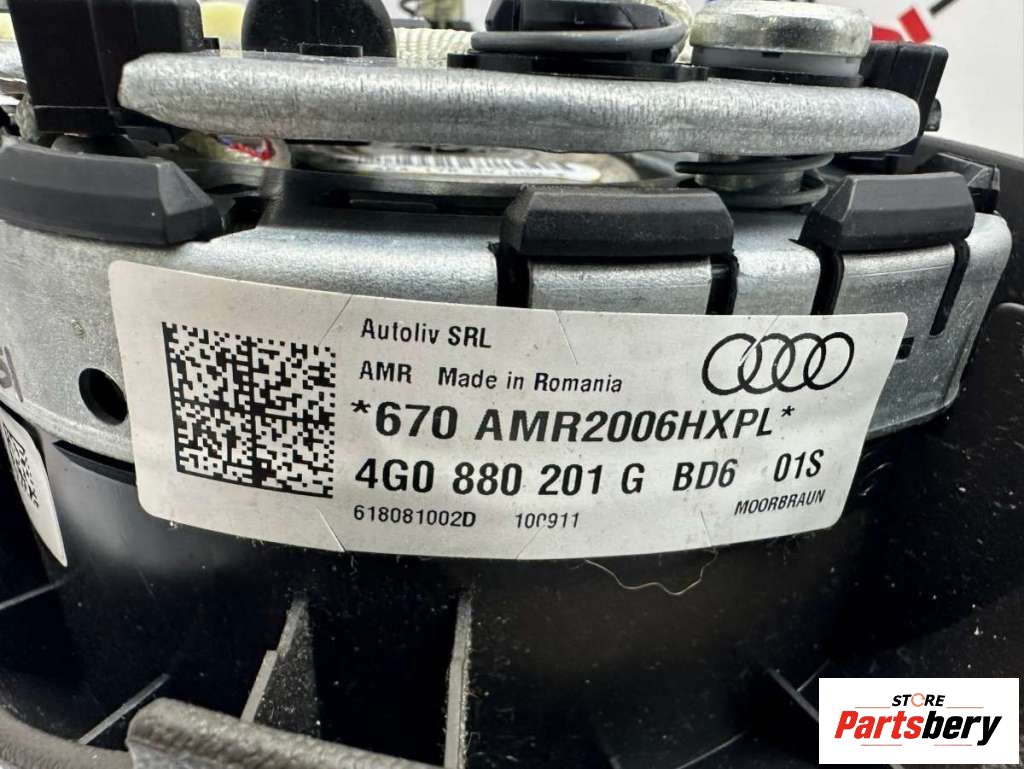 Autoliv SRL
AMR Made in Romania
*670 AMR2006HXPL*
4G0 880 201 G BD6 01S
618081002D 100911
MOORBRAUN
STORE
Partsbery